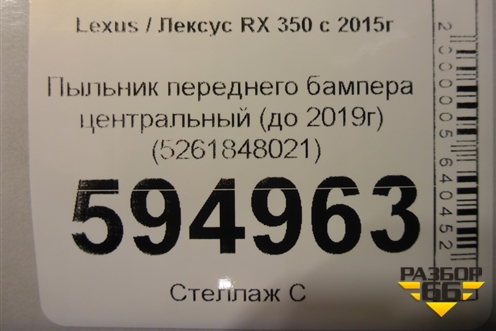 Lexus / Лексус RX 350 с 2015г
Пыльник переднего бампера
центральный (до 2019г)
(5261848021)
594963
Стеллаж С
2000005640452
РАЗБОР
66